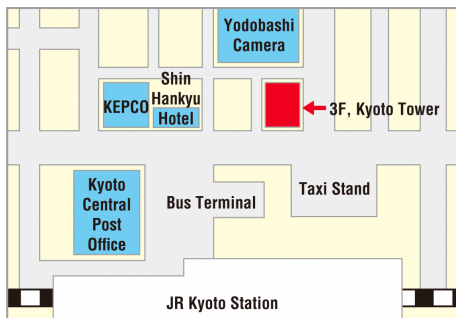 Yodobashi
Camera
Shin
Hankyu
Hotel
KEPCO
3F, Kyoto Tower
Kyoto
Central
Post
Office
Bus Terminal
Taxi Stand
JR Kyoto Station